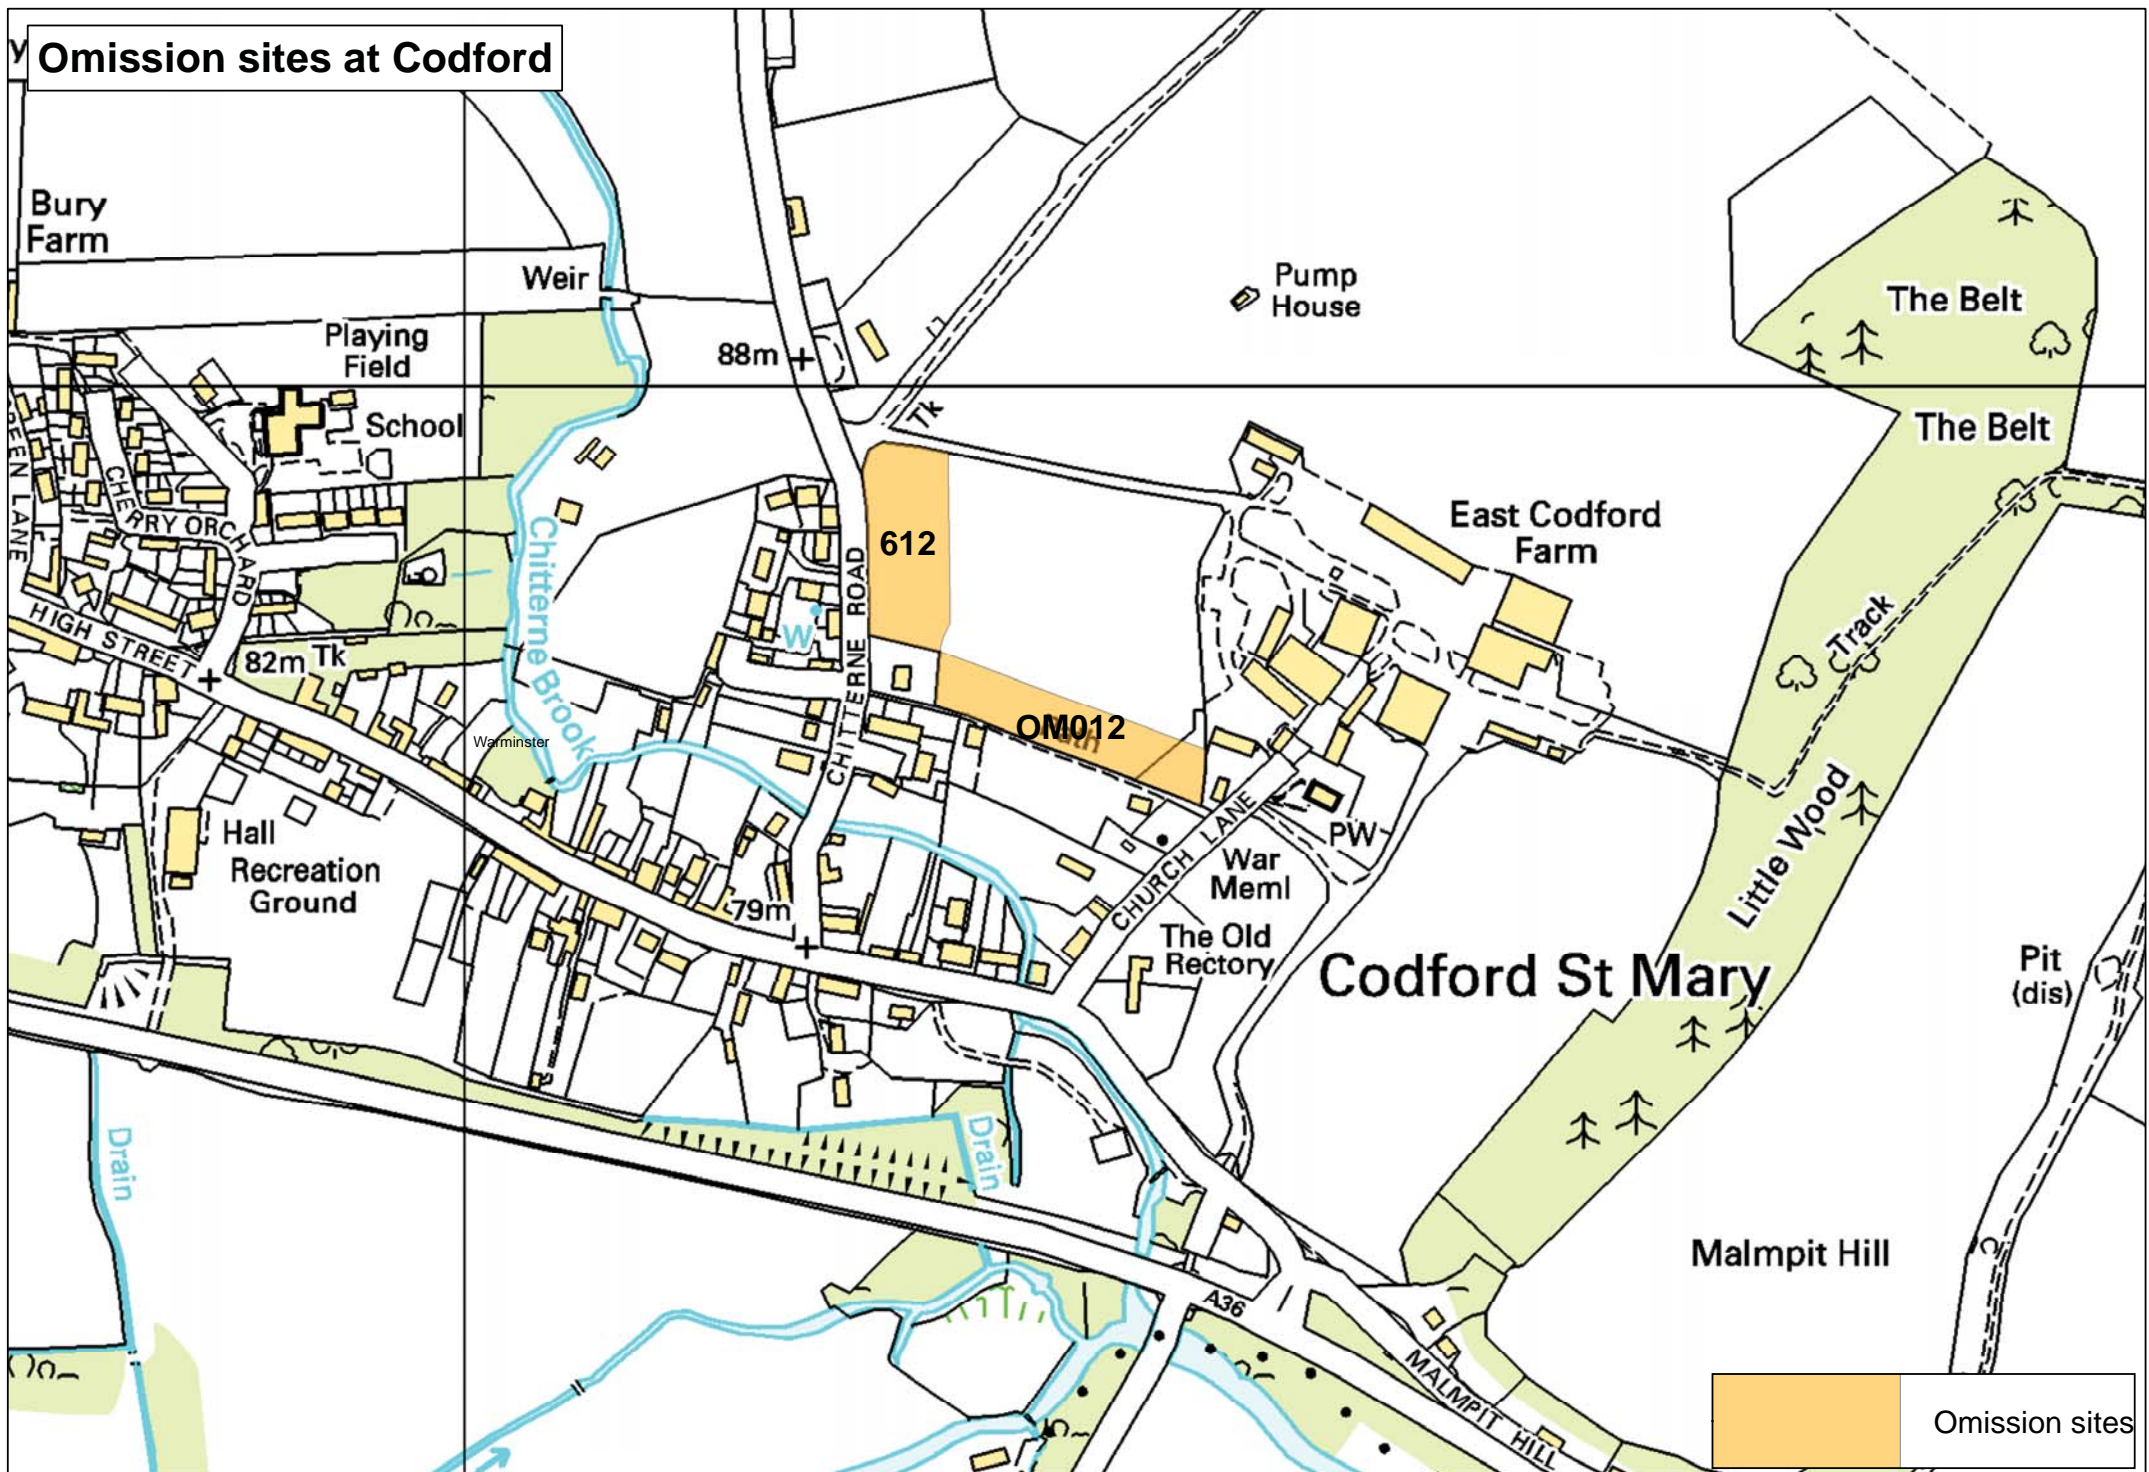 Omission sites at Codford
y
Bury
Farm
Weir
Playing
Field
School
88m
Pump
House
The Belt
The Belt
Tk
612
East Codford
Farm
CHERRY ORCHARD
HIGH STREET
82m
Tk
Chitterne Brook
W
CHITTERNE ROAD
Track
OM012
Warminster
Hall
Recreation
Ground
79m
PW
War
Meml
CHURCH LANE
The Old
Rectory
Little Wood
Codford St Mary
Pit
(dis)
Drain
Drain
Malmpit Hill
A36
MALMPIT HILL
Omission sites